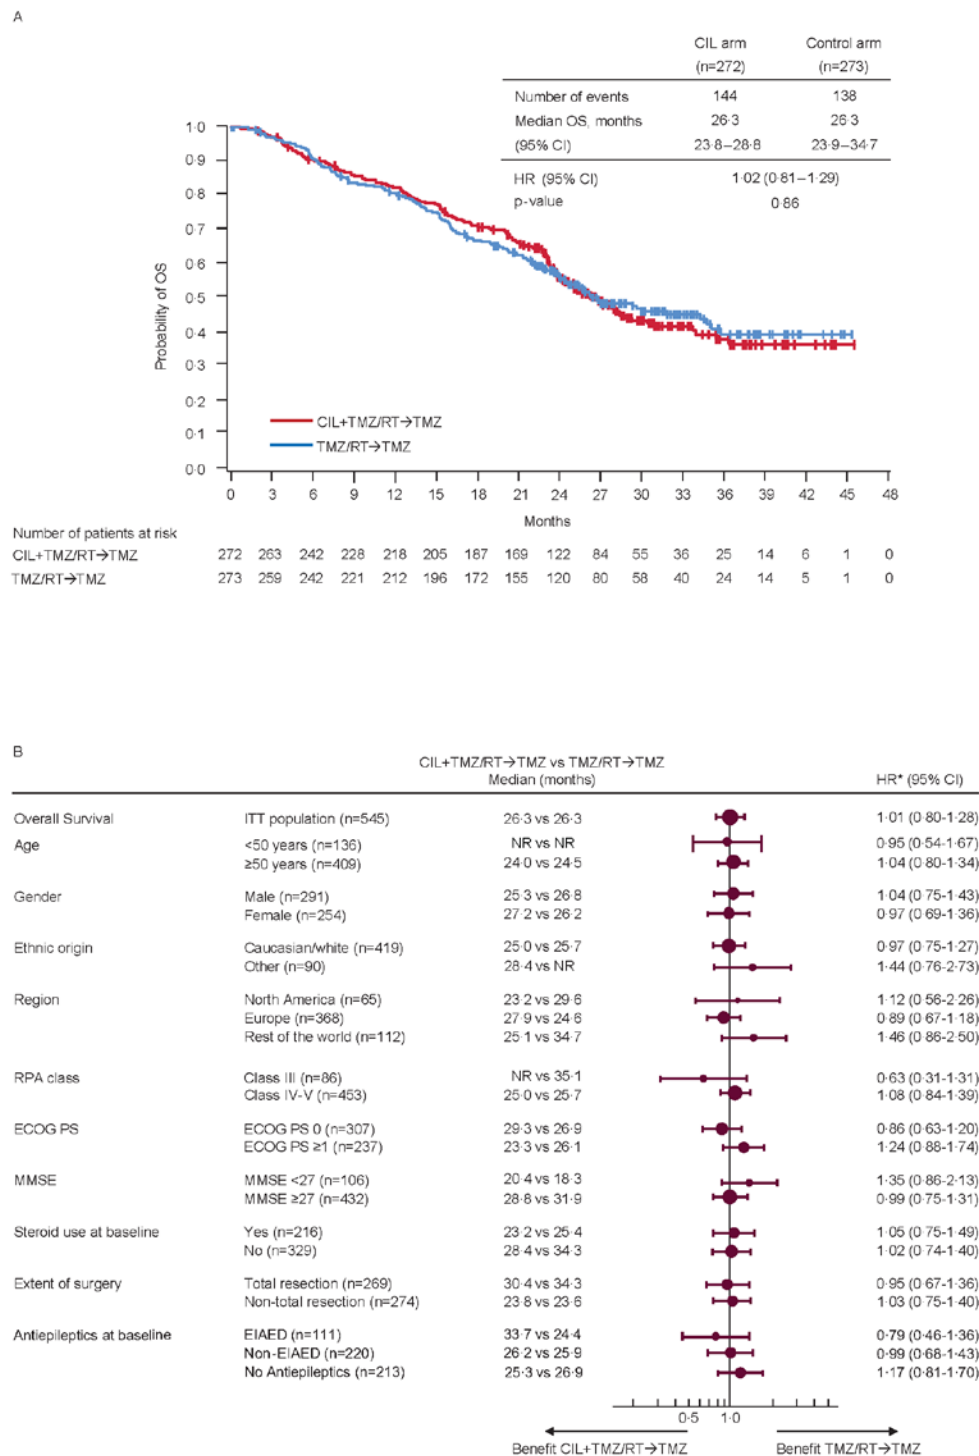 A
CIL arm Control arm
(n=272) (n=273)
Number of events 144 138
Median OS, months 26·3 26·3
(95% CI) 23·8–28·8 23·9–34·7
HR (95% CI) 1·02 (0·81–1·29)
p-value 0·86
1·0
0·9
0·8
0·7
0·6
0·5
0·4
0·3
0·2
0·1
0·0
Probability of OS
CIL+TMZ/RT→TMZ
TMZ/RT→TMZ
0 3 6 9 12 15 18 21 24 27 30 33 36 39 42 45 48
Months
Number of patients at risk
CIL+TMZ/RT→TMZ 272 263 242 228 218 205 187 169 122 84 55 36 25 14 6 1 0
TMZ/RT→TMZ 273 259 242 221 212 196 172 155 120 80 58 40 24 14 5 1 0
B
CIL+TMZ/RT→TMZ vs TMZ/RT→TMZ
Median (months) HR* (95% CI)
Overall Survival ITT population (n=545) 26·3 vs 26·3 1·01 (0·80-1·28)
Age <50 years (n=136) NR vs NR 0·95 (0·54-1·67)
≥50 years (n=409) 24·0 vs 24·5 1·04 (0·80-1·34)
Gender Male (n=291) 25·3 vs 26·8 1·04 (0·75-1·43)
Female (n=254) 27·2 vs 26·2 0·97 (0·69-1·36)
Ethnic origin Caucasian/white (n=419) 25·0 vs 25·7 0·97 (0·75-1·27)
Other (n=90) 28·4 vs NR 1·44 (0·76-2·73)
Region North America (n=65) 23·2 vs 29·6 1·12 (0·56-2·26)
Europe (n=368) 27·9 vs 24·6 0·89 (0·67-1·18)
Rest of the world (n=112) 25·1 vs 34·7 1·46 (0·86-2·50)
RPA class Class III (n=86) NR vs 35·1 0·63 (0·31-1·31)
Class IV-V (n=453) 25·0 vs 25·7 1·08 (0·84-1·39)
ECOG PS ECOG PS 0 (n=307) 29·3 vs 26·9 0·86 (0·63-1·20)
ECOG PS ≥1 (n=237) 23·3 vs 26·1 1·24 (0·88-1·74)
MMSE MMSE <27 (n=106) 20·4 vs 18·3 1·35 (0·86-2·13)
MMSE ≥27 (n=432) 28·8 vs 31·9 0·99 (0·75-1·31)
Steroid use at baseline Yes (n=216) 23·2 vs 25·4 1·05 (0·75-1·49)
No (n=329) 28·4 vs 34·3 1·02 (0·74-1·40)
Extent of surgery Total resection (n=269) 30·4 vs 34·3 0·95 (0·67-1·36)
Non-total resection (n=274) 23·8 vs 23·6 1·03 (0·75-1·40)
Antiepileptics at baseline EIAED (n=111) 33·7 vs 24·4 0·79 (0·46-1·36)
Non-EIAED (n=220) 26·2 vs 25·9 0·99 (0·68-1·43)
No Antiepileptics (n=213) 25·3 vs 26·9 1·17 (0·81-1·70)
0·5 1·0
Benefit CIL+TMZ/RT→TMZ Benefit TMZ/RT→TMZ